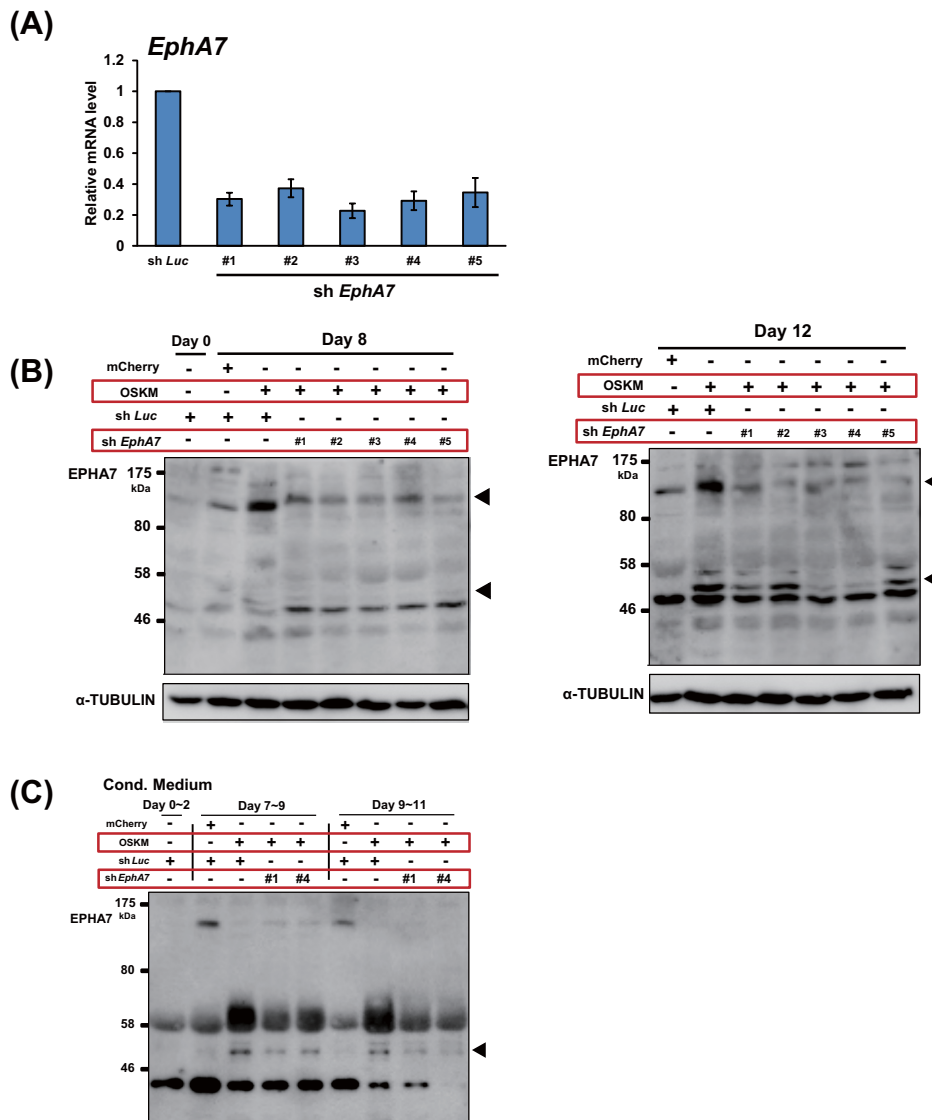 (A)
EphA7
Relative mRNA level
1.2
1
0.8
0.6
0.4
0.2
0
sh Luc #1 #2 #3 #4 #5
sh EphA7
(B)
Day 0 Day 8
mCherry - + - - - - - -
OSKM - - + + + + + +
sh Luc + + + - - - - -
sh EphA7 - - - #1 #2 #3 #4 #5
EPHA7 175
kDa
80
58
46
α-TUBULIN
Day 12
mCherry + - - - - - -
OSKM - + + + + + +
sh Luc + + - - - - -
sh EphA7 - - #1 #2 #3 #4 #5
EPHA7 175
kDa
80
58
46
α-TUBULIN
(C)
Cond. Medium
Day 0~2 Day 7~9 Day 9~11
mCherry - + - - - + - - -
OSKM - - + + + - + + +
sh Luc + + + - - + + - -
sh EphA7 - - - #1 #4 - - #1 #4
EPHA7 175
kDa
80
58
46